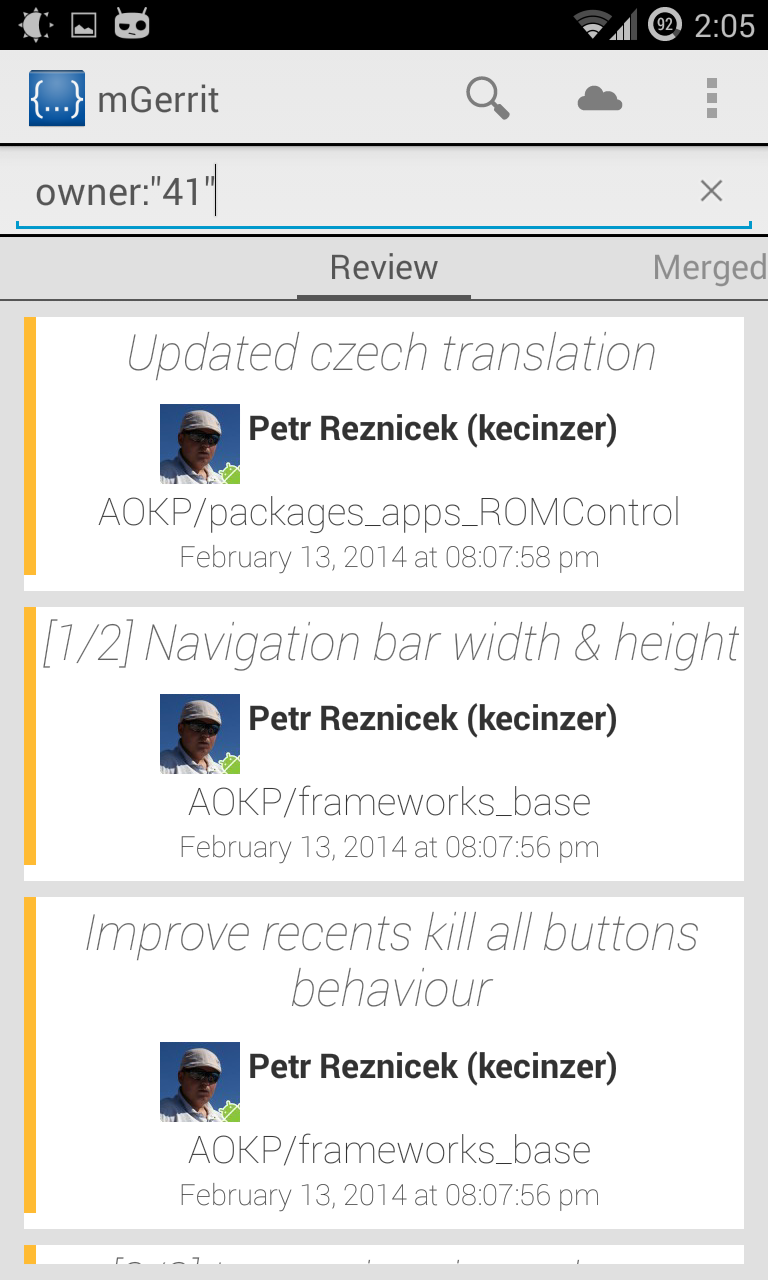 92 2:05
{...} mGerrit
owner:"41"
Review Merged
Updated czech translation
Petr Reznicek (kecinzer)
AOKP/packages_apps_ROMControl
February 13, 2014 at 08:07:58 pm
[1/2] Navigation bar width & height
Petr Reznicek (kecinzer)
AOKP/frameworks_base
February 13, 2014 at 08:07:56 pm
Improve recents kill all buttons
behaviour
Petr Reznicek (kecinzer)
AOKP/frameworks_base
February 13, 2014 at 08:07:56 pm